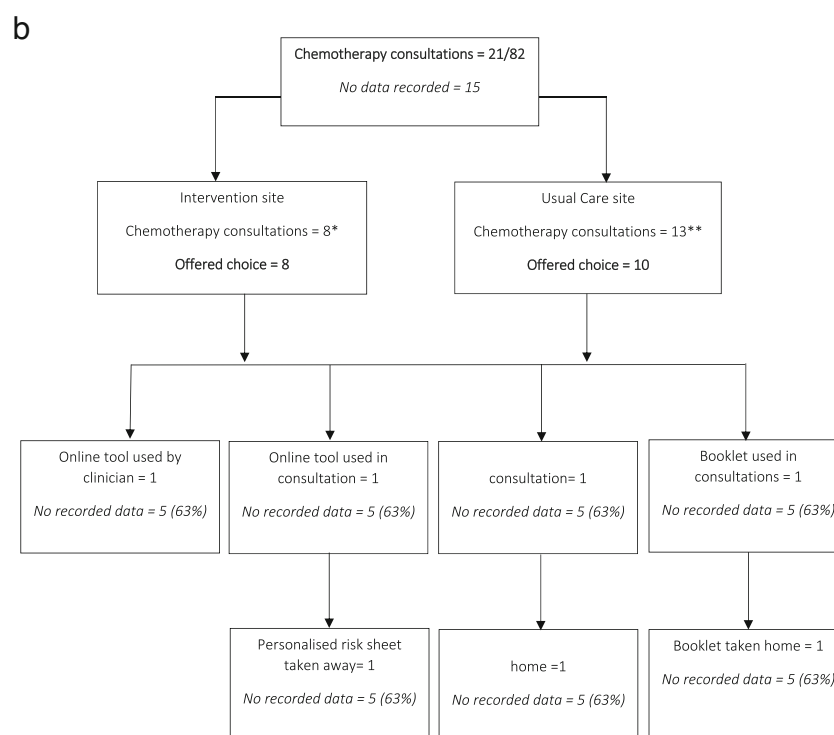 b
Chemotherapy consultations = 21/82
No data recorded = 15
Intervention site
Chemotherapy consultations = 8*
Offered choice = 8
Usual Care site
Chemotherapy consultations = 13**
Offered choice = 10
Online tool used by
clinician = 1
No recorded data = 5 (63%)
Online tool used in
consultation = 1
No recorded data = 5 (63%)
consultation= 1
No recorded data = 5 (63%)
Booklet used in
consultations = 1
No recorded data = 5 (63%)
Personalised risk sheet
taken away= 1
No recorded data = 5 (63%)
home =1
No recorded data = 5 (63%)
Booklet taken home = 1
No recorded data = 5 (63%)